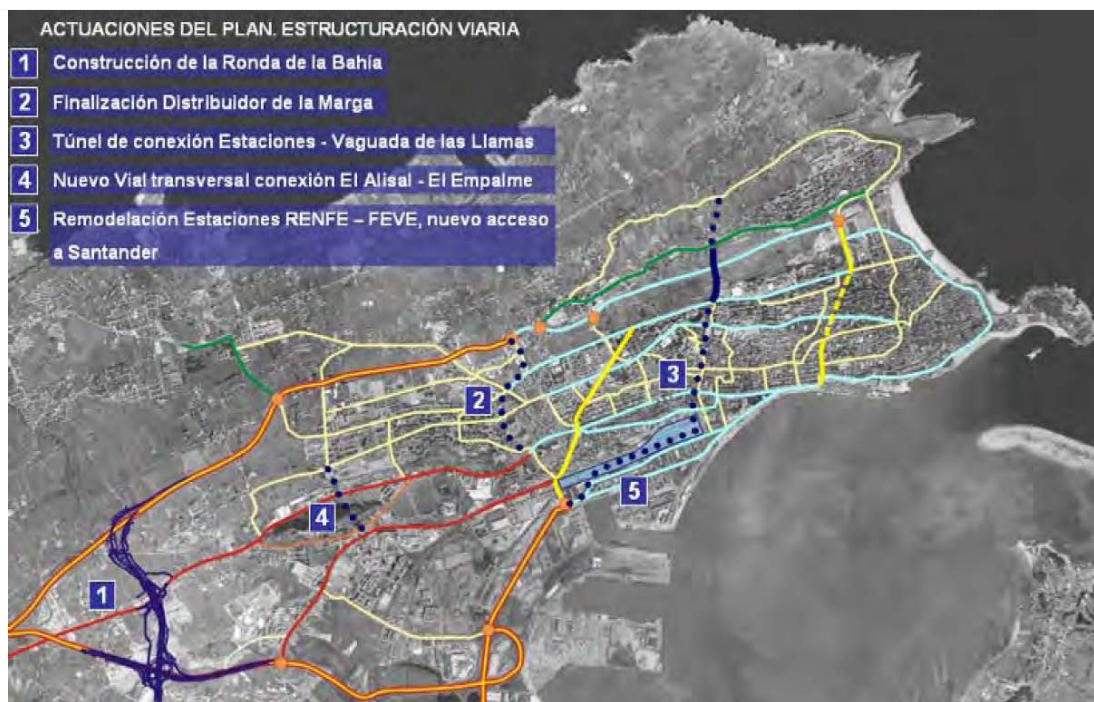 ACTUACIONES DEL PLAN. ESTRUCTURACIÓN VIARIA
1 Construcción de la Ronda de la Bahía
2 Finalización Distribuidor de la Marga
3 Túnel de conexión Estaciones - Vaguada de las Llamas
4 Nuevo Vial transversal conexión El Alisal - El Empalme
5 Remodelación Estaciones RENFE – FEVE, nuevo acceso
a Santander
3
2
5
4
1